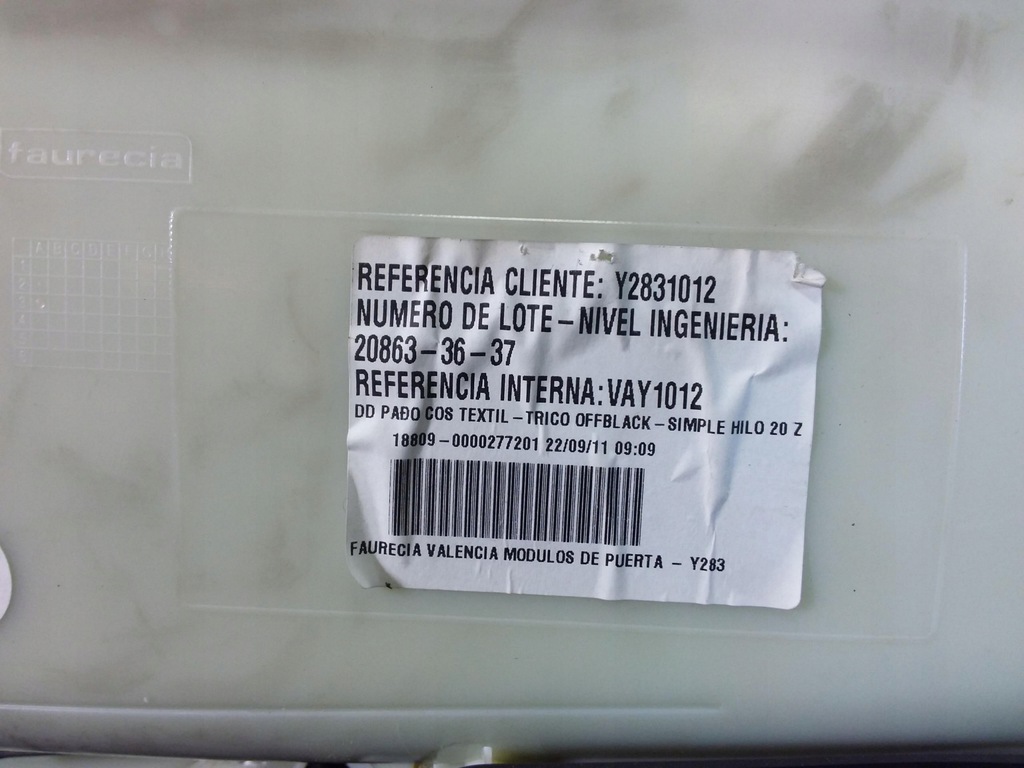 faurecia
A B C D E F G H
REFERENCIA CLIENTE: Y2831012
NUMERO DE LOTE – NIVEL INGENIERIA:
20863 – 36 – 37
REFERENCIA INTERNA: VAY1012
DD PAÐO COS TEXTIL – TRICO OFFBLACK – SIMPLE HILO 20 Z
18809 – 0000277201 22/09/11 09:09
FAURECIA VALENCIA MODULOS DE PUERTA – Y283